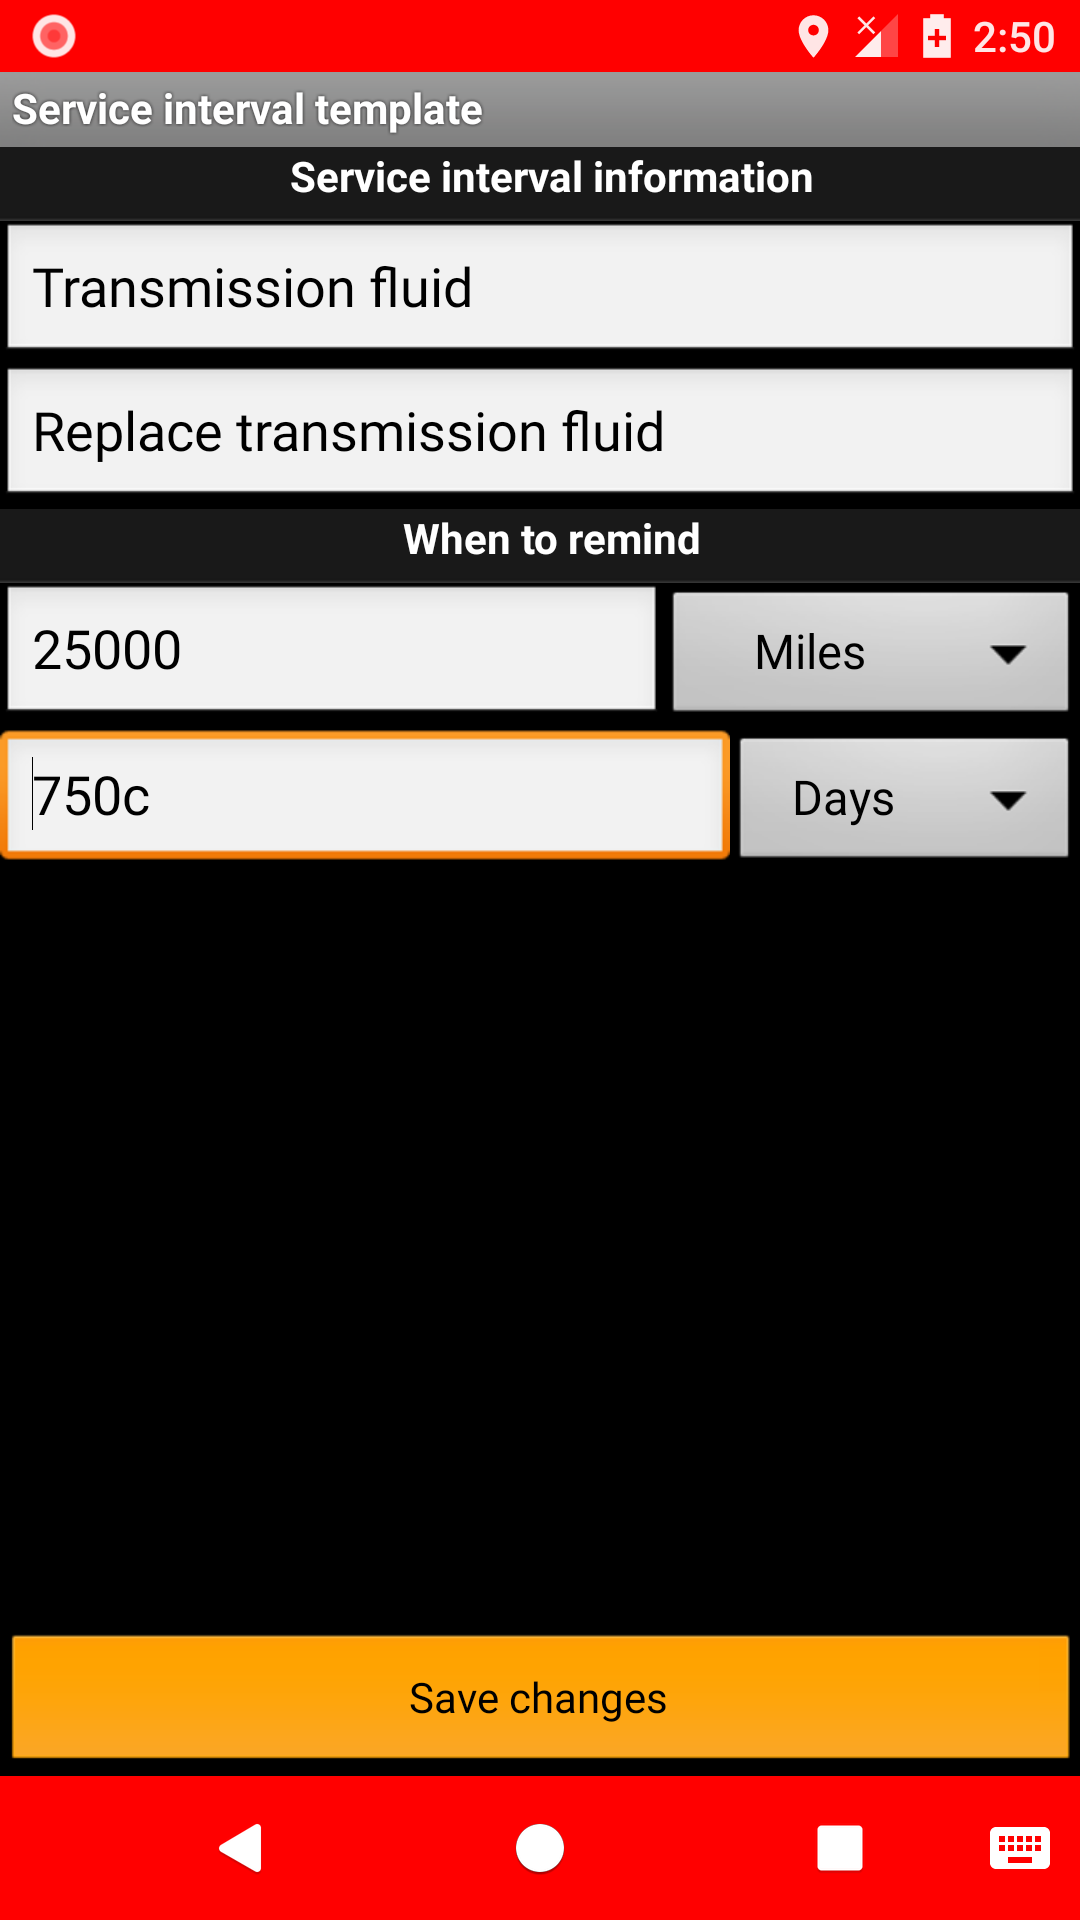 2:50
Service interval template
Service interval information
Transmission fluid
Replace transmission fluid
When to remind
25000 Miles
750c Days
Save changes